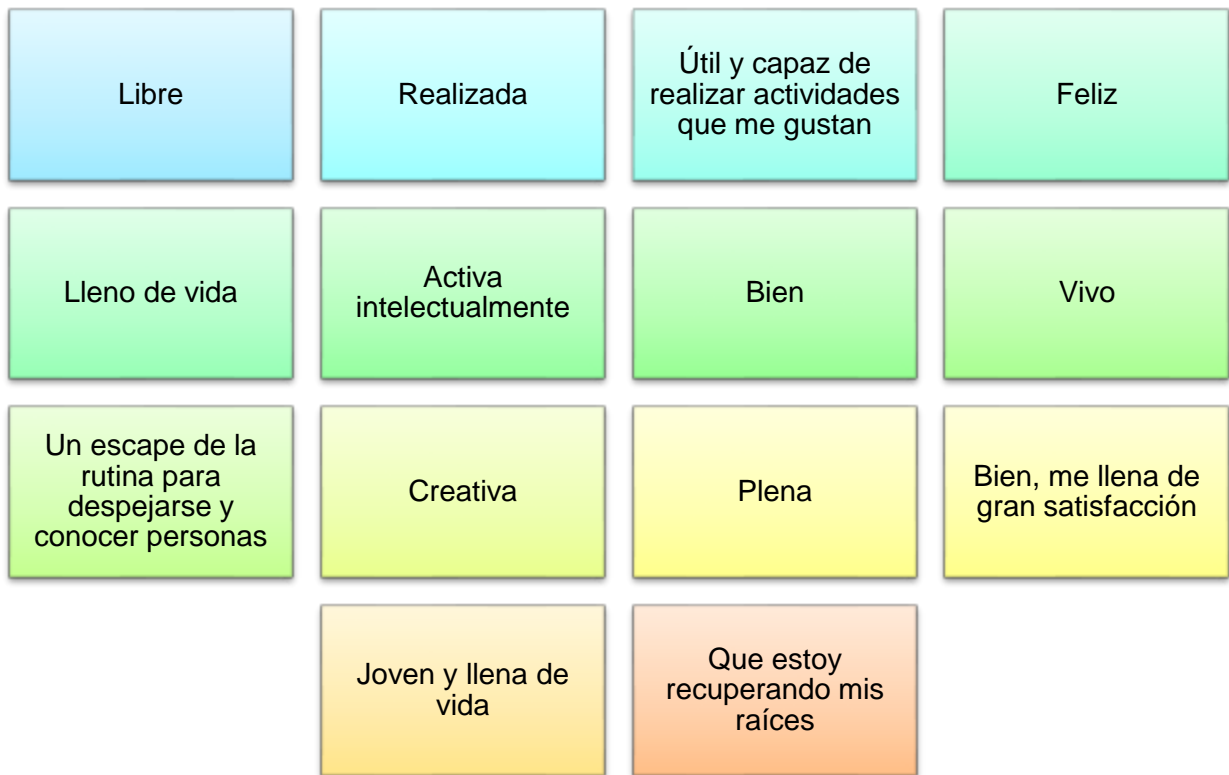 Libre
Realizada
Útil y capaz de
realizar actividades
que me gustan
Feliz
Lleno de vida
Activa
intelectualmente
Bien
Vivo
Un escape de la
rutina para
despejarse y
conocer personas
Creativa
Plena
Bien, me llena de
gran satisfacción
Joven y llena de
vida
Que estoy
recuperando mis
raíces